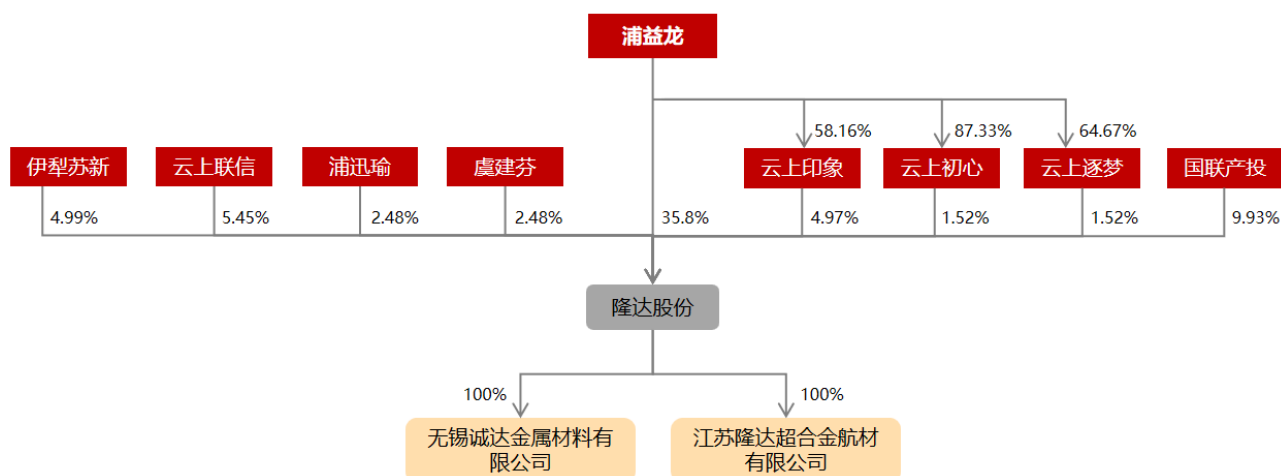 浦益龙
58.16%
87.33%
64.67%
伊犁苏新
云上联信
浦迅瑜
虞建芬
云上印象
云上初心
云上逐梦
国联产投
4.99%
5.45%
2.48%
2.48%
35.8%
4.97%
1.52%
1.52%
9.93%
隆达股份
100%
100%
无锡诚达金属材料有
限公司
江苏隆达超合金航材
有限公司